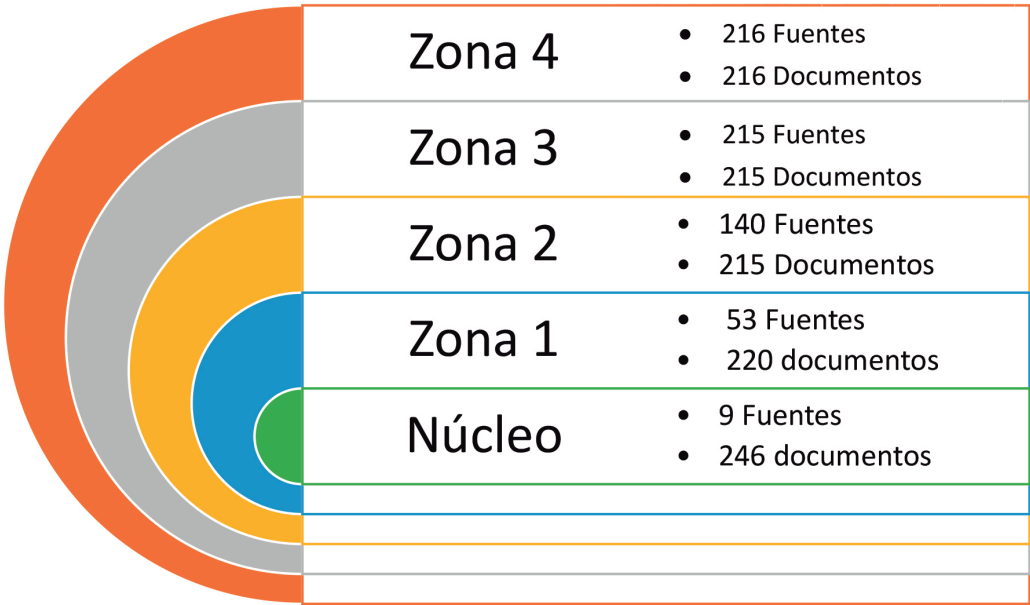 Zona 4
• 216 Fuentes
• 216 Documentos
Zona 3
• 215 Fuentes
• 215 Documentos
Zona 2
• 140 Fuentes
• 215 Documentos
Zona 1
• 53 Fuentes
• 220 documentos
Núcleo
• 9 Fuentes
• 246 documentos